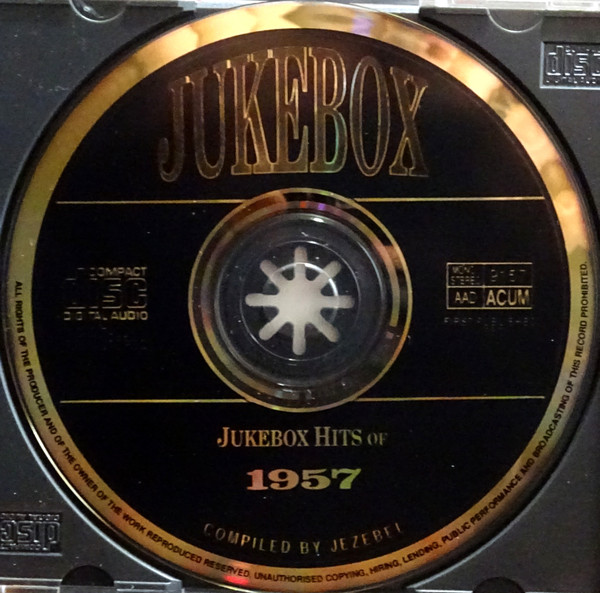 JUKEBOX
COMPACT
disc
DIGITAL AUDIO
MONO
STEREO
AAD
ACUM
JUKEBOX HITS OF
1957
COMPILED BY JEZEBEL
ALL RIGHTS OF THE PRODUCER AND OF THE OWNER OF THE WORK REPRODUCED RESERVED. UNAUTHORISED COPYING, HIRING, LENDING, PUBLIC PERFORMANCE AND BROADCASTING OF THIS RECORD PROHIBITED.